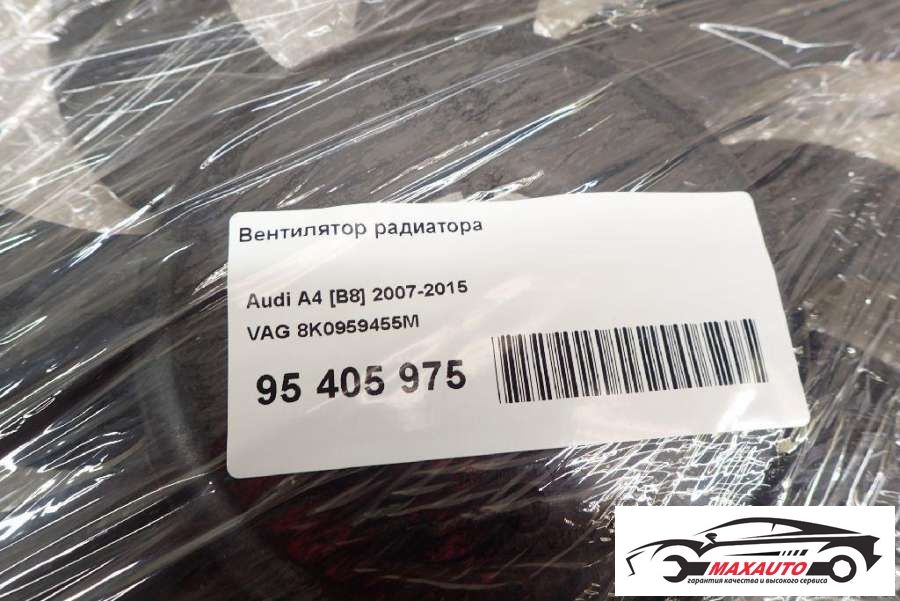 Вентилятор радиатора
Audi A4 [B8] 2007-2015
VAG 8K0959455M
95 405 975
MAXAUTO
гарантия качества и высокого сервиса